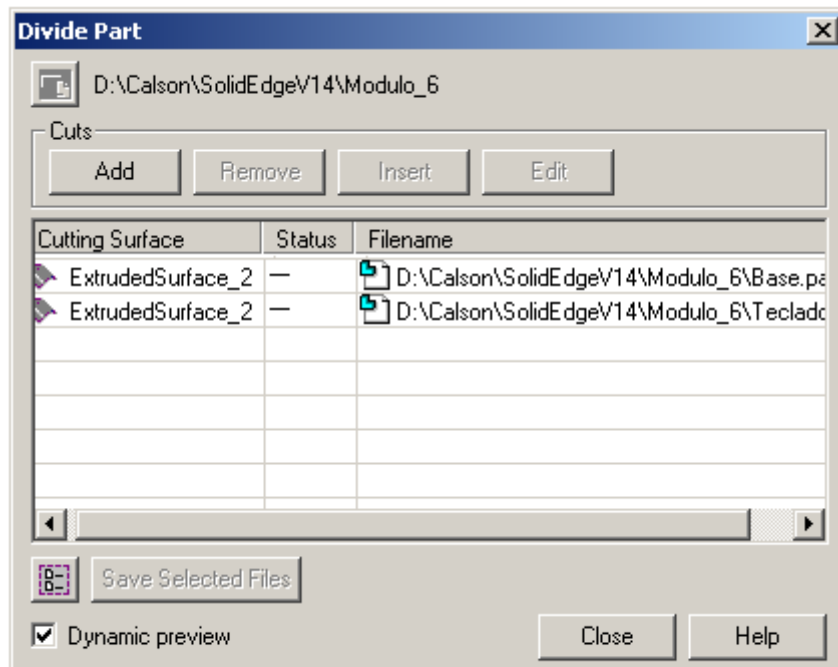 Divide Part
D:\Calson\SolidEdgeV14\Modulo_6
Cuts
Add Remove Insert Edit
Cutting Surface Status Filename
ExtrudedSurface_2 — D:\Calson\SolidEdgeV14\Modulo_6\Base.pa
ExtrudedSurface_2 — D:\Calson\SolidEdgeV14\Modulo_6\Teclado
Save Selected Files
Dynamic preview
Close Help